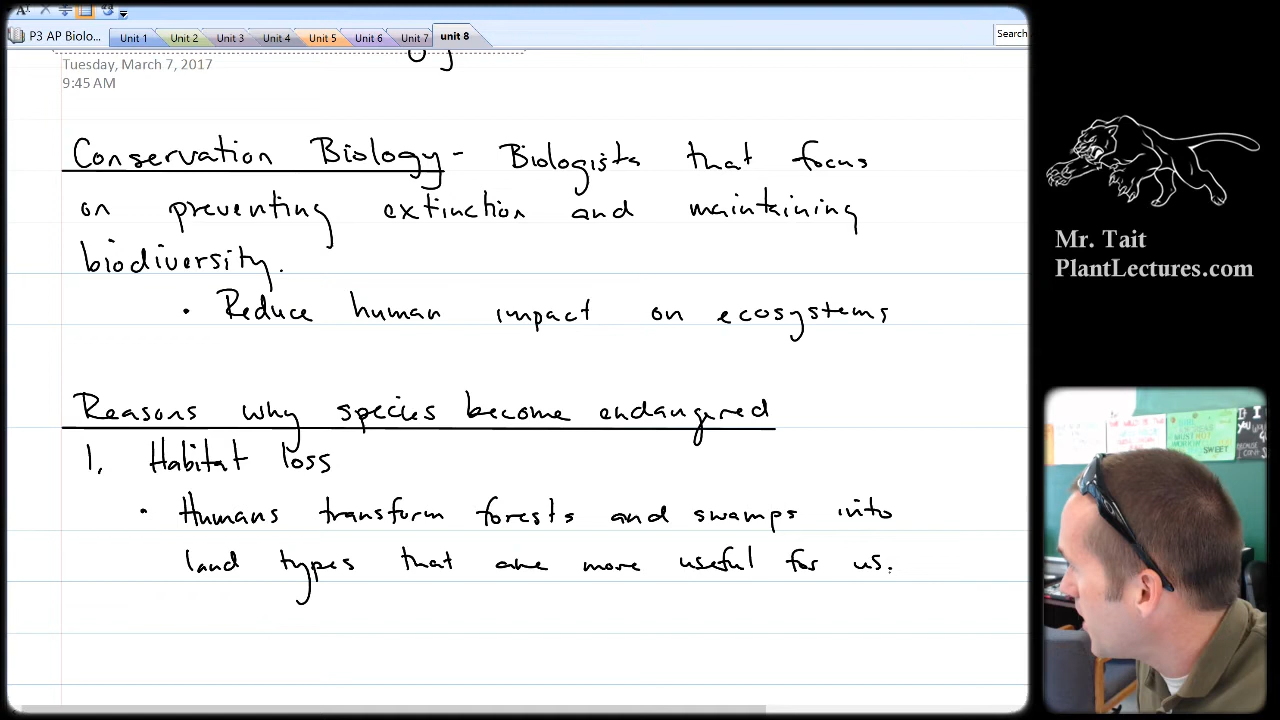 P3 AP Biolo...
Unit 1
Unit 2
Unit 3
Unit 4
Unit 5
Unit 6
Unit 7
unit 8
Search
Tuesday, March 7, 2017
9:45 AM
Conservation Biology - Biologists that focus
on preventing extinction and maintaining
biodiversity.
• Reduce human impact on ecosystems
Reasons why species become endangered
1. Habitat loss
• Humans transform forests and swamps into
land types that are more useful for us.
Mr. Tait
PlantLectures.com
SWEET